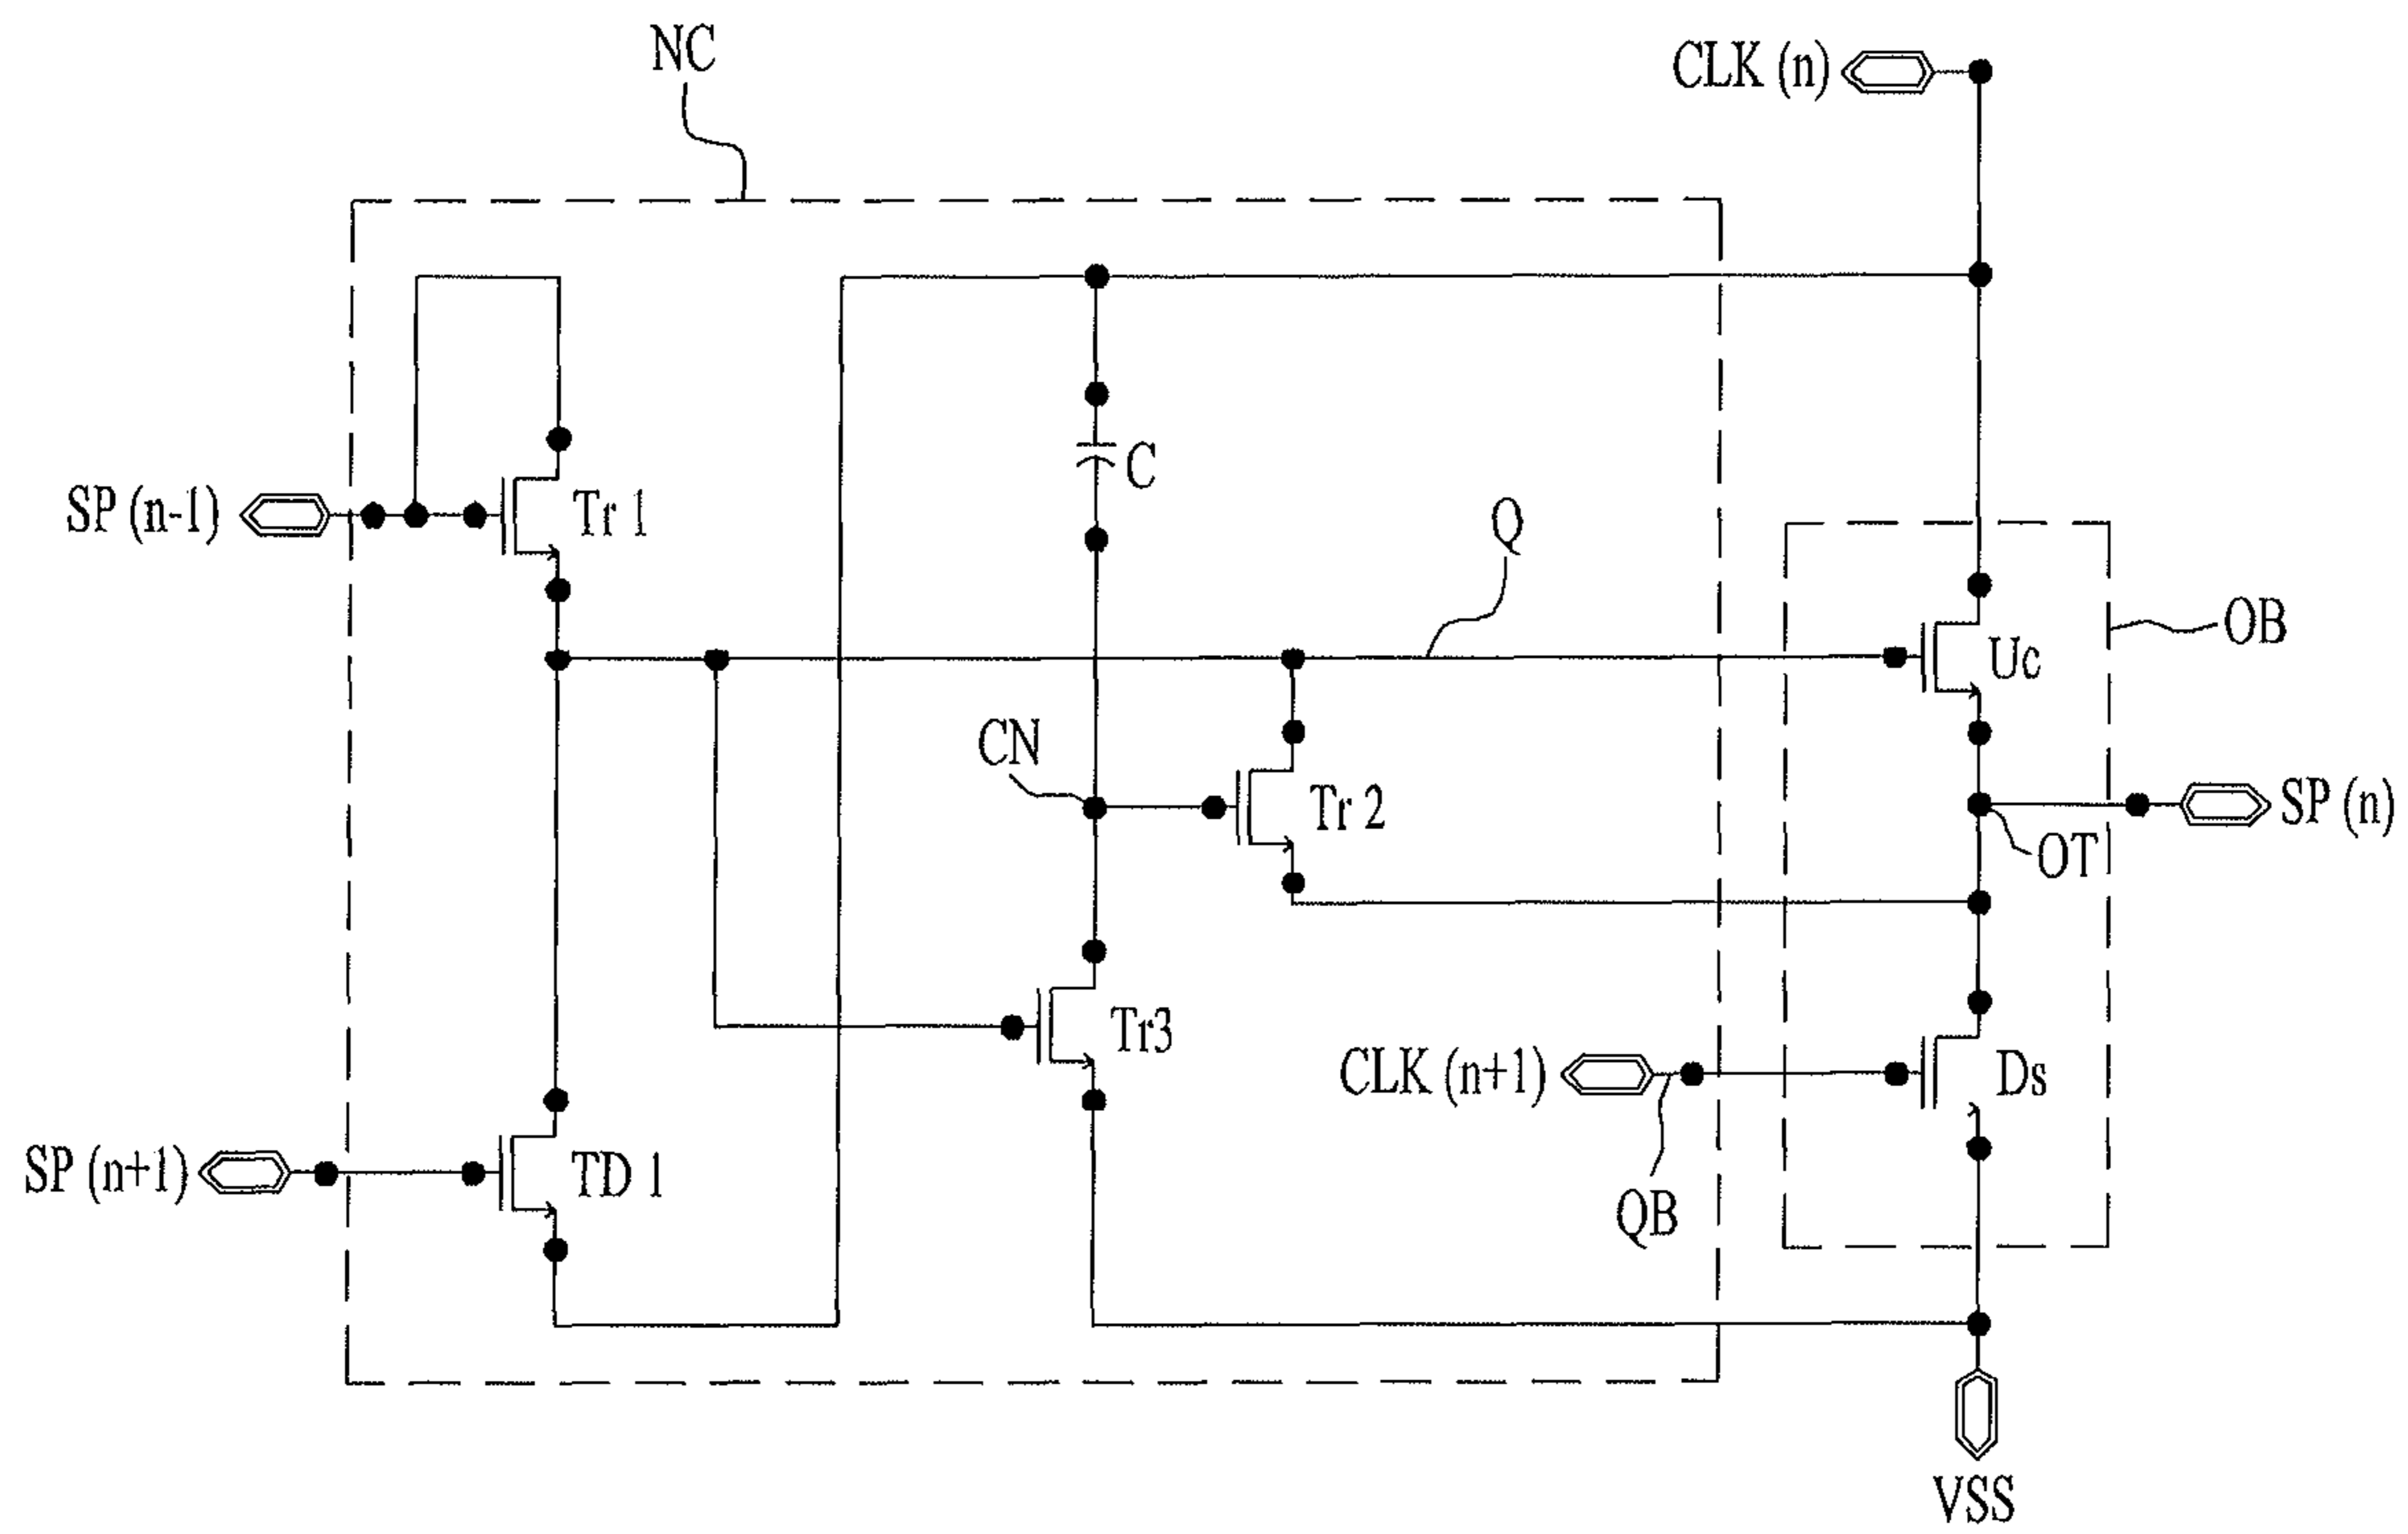 NC
CLK (n)
C
SP (n-1)
Tr 1
Q
OB
Uc
CN
Tr 2
SP (n)
OT
Tr3
CLK (n+1)
Ds
SP (n+1)
TD 1
QB
VSS